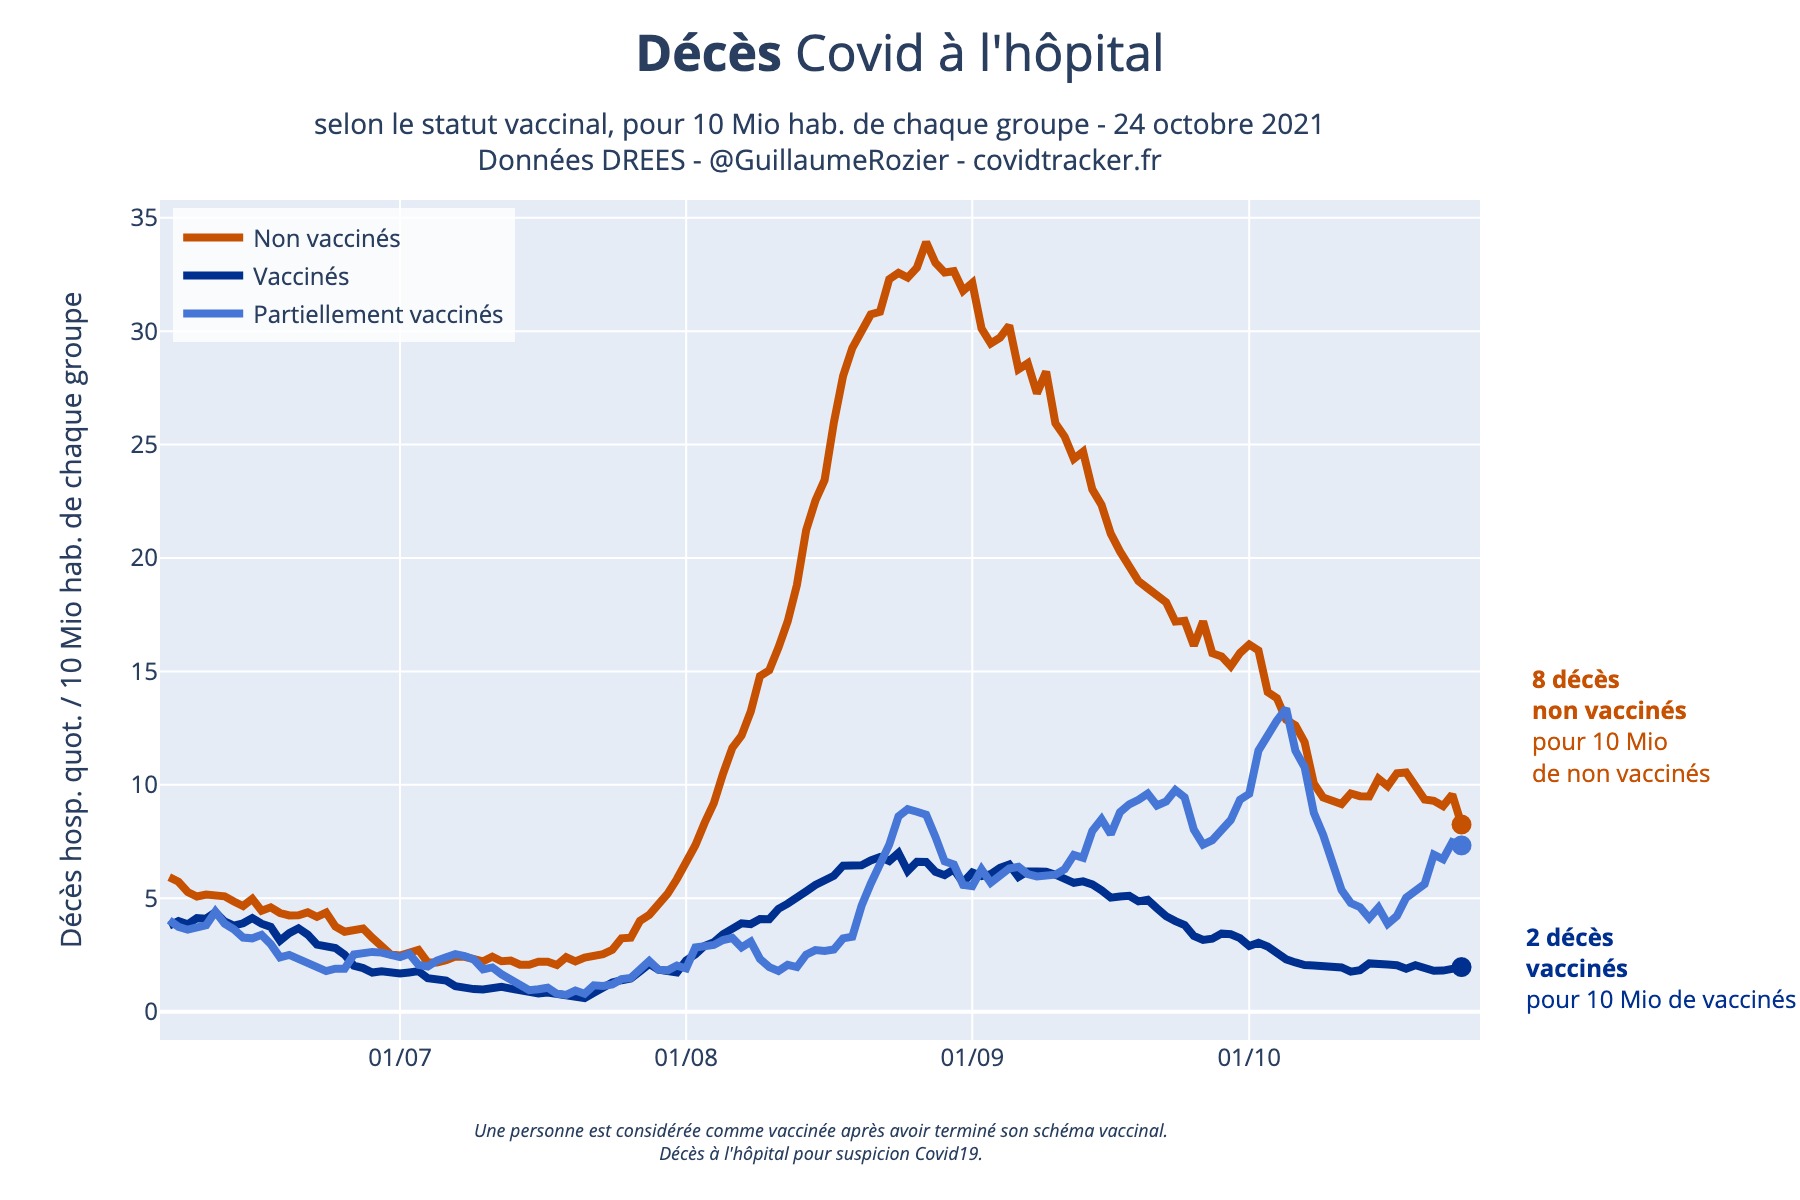 Décès Covid à l'hôpital
selon le statut vaccinal, pour 10 Mio hab. de chaque groupe - 24 octobre 2021
Données DREES - @GuillaumeRozier - covidtracker.fr
Décès hosp. quot. / 10 Mio hab. de chaque groupe
35
30
25
20
15
10
5
0
Non vaccinés
Vaccinés
Partiellement vaccinés
8 décès
non vaccinés
pour 10 Mio
de non vaccinés
2 décès
vaccinés
pour 10 Mio de vaccinés
01/07
01/08
01/09
01/10
Une personne est considérée comme vaccinée après avoir terminé son schéma vaccinal.
Décès à l'hôpital pour suspicion Covid19.